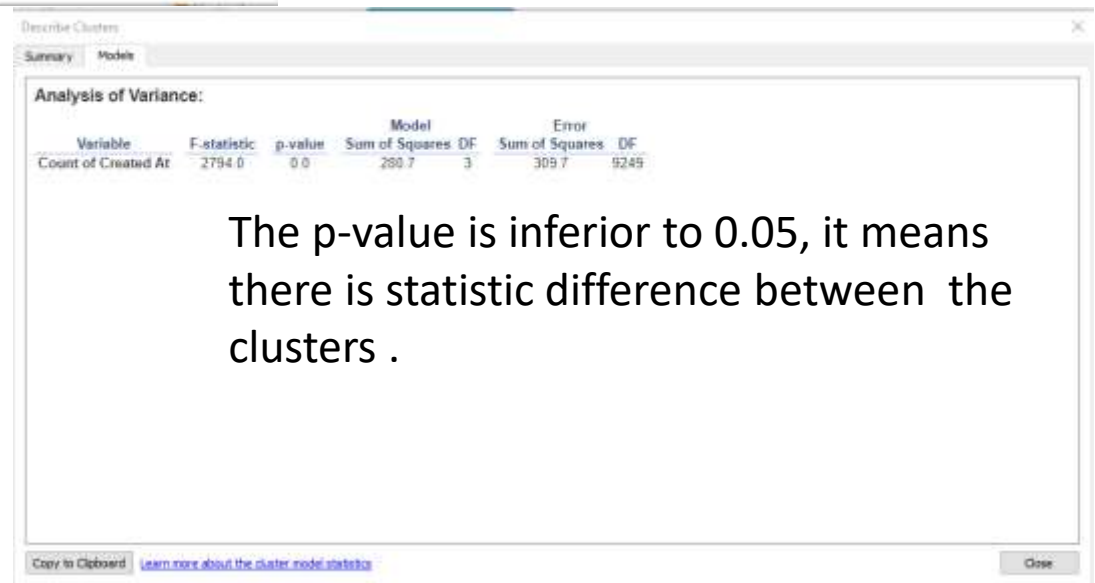 Describe Clusters
Summary Models
Analysis of Variance:
Model Error
Variable F-statistic p-value Sum of Squares DF Sum of Squares DF
Count of Created At 2794.0 0.0 280.7 3 309.7 9249
The p-value is inferior to 0.05, it means
there is statistic difference between the
clusters .
Copy to Clipboard Learn more about the cluster model statistics Close